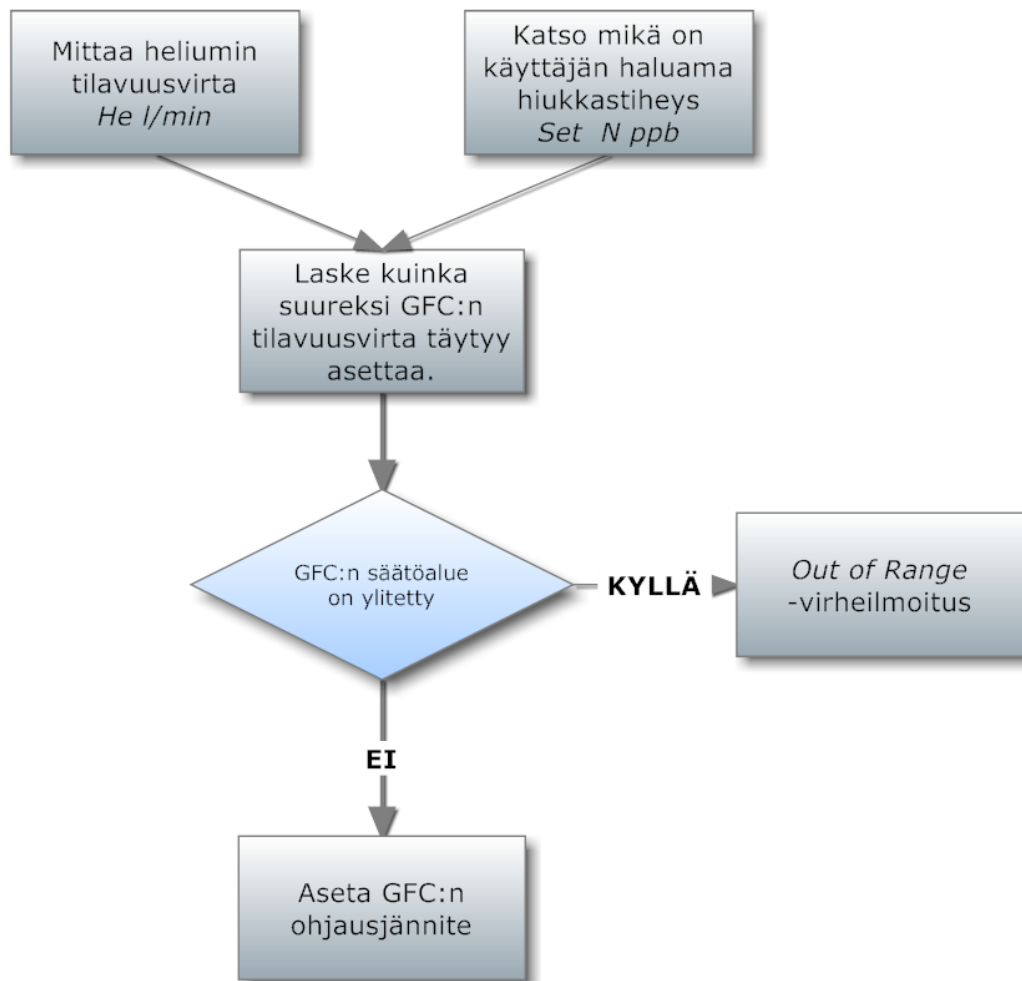 Mittaa heliumin
tilavuusvirta
He l/min
Katso mikä on
käyttäjän haluama
hiukkastiheys
Set N ppb
Laske kuinka
suureksi GFC:n
tilavuusvirta täytyy
asettaa.
GFC:n säätöalue
on ylitetty
KYLLÄ
Out of Range
-virheilmoitus
EI
Aseta GFC:n
ohjausjännite